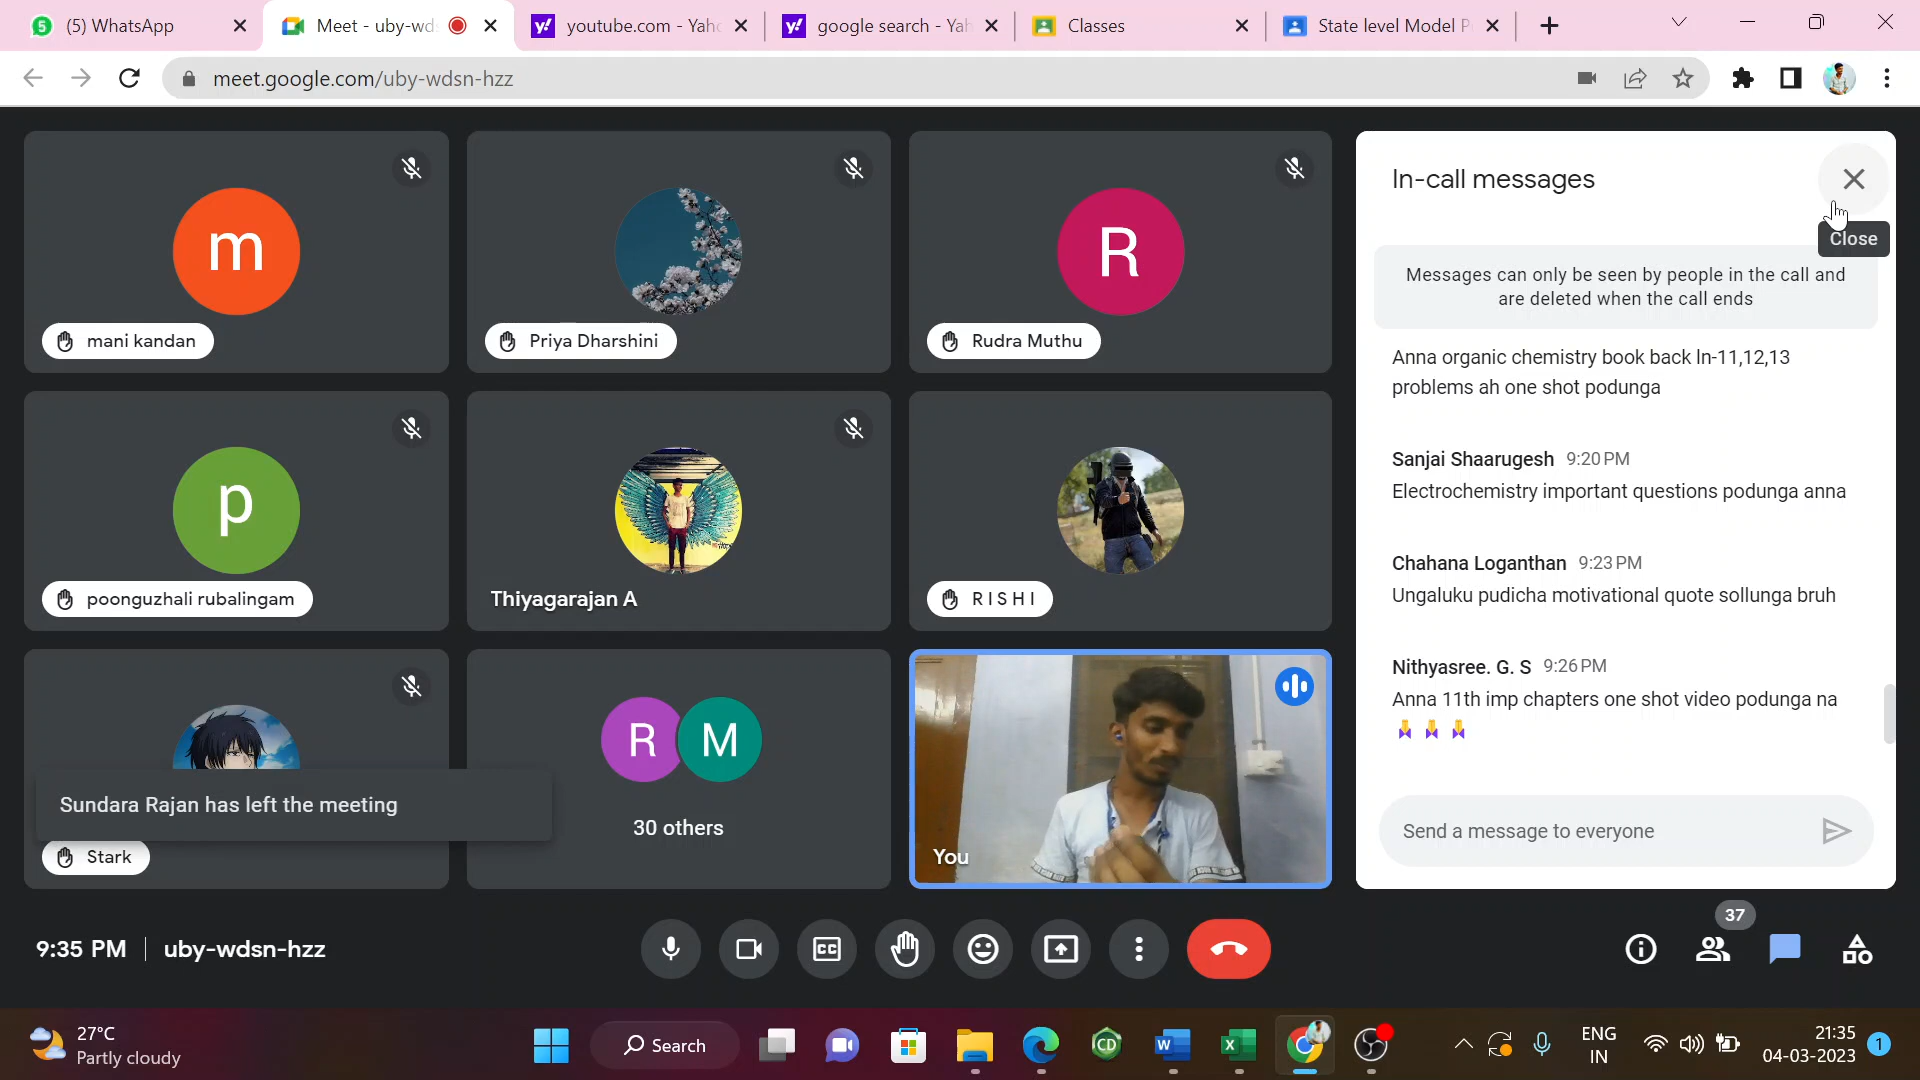 (5) WhatsApp
Meet - uby-wd
youtube.com - Yah
google search - Yah
Classes
State level Model P
meet.google.com/uby-wdsn-hzz
m
mani kandan
Priya Dharshini
R
Rudra Muthu
p
poonguzhali rubalingam
Thiyagarajan A
R I S H I
Sundara Rajan has left the meeting
Stark
R M
30 others
You
In-call messages
Close
Messages can only be seen by people in the call and
are deleted when the call ends
Anna organic chemistry book back ln-11,12,13
problems ah one shot podunga
Sanjai Shaarugesh 9:20 PM
Electrochemistry important questions podunga anna
Chahana Loganthan 9:23 PM
Ungaluku pudicha motivational quote sollunga bruh
Nithyasree. G. S 9:26 PM
Anna 11th imp chapters one shot video podunga na
Send a message to everyone
9:35 PM uby-wdsn-hzz
CC
37
27°C
Partly cloudy
Search
CD
W
X
ENG
IN
21:35
04-03-2023
1